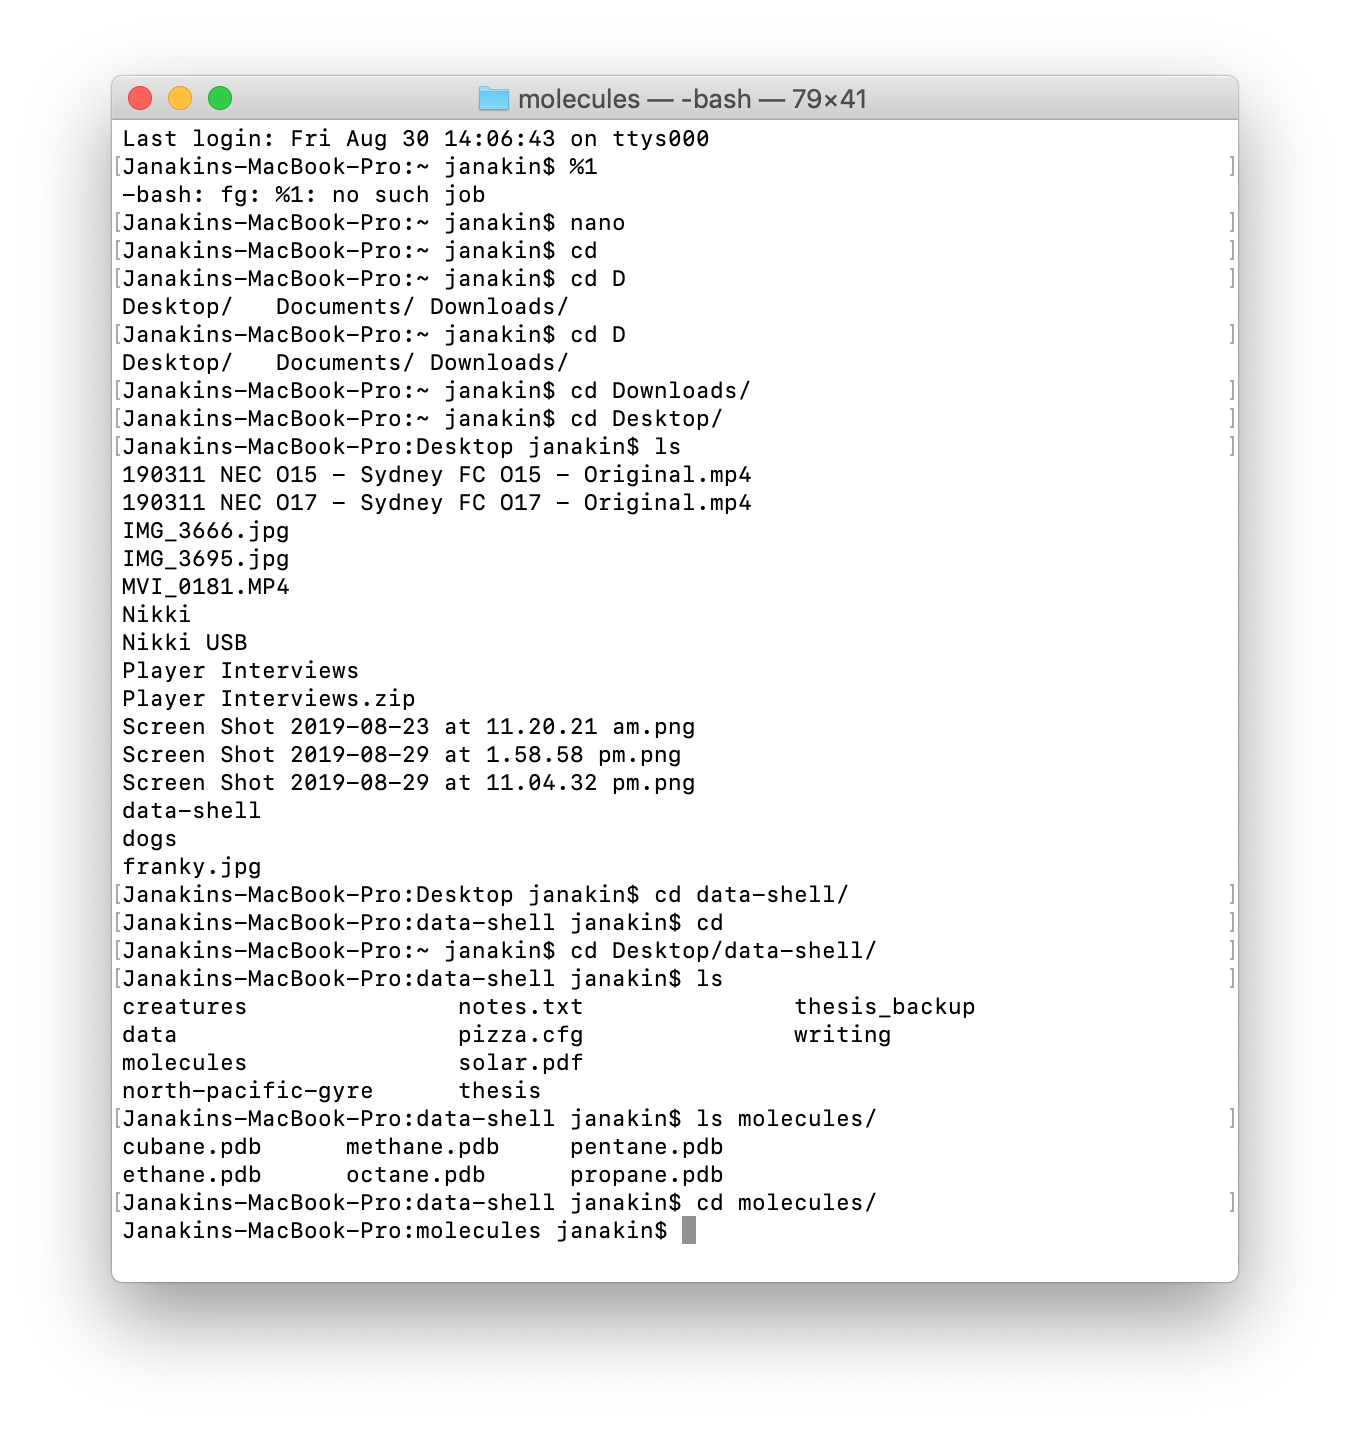 molecules — -bash — 79×41
Last login: Fri Aug 30 14:06:43 on ttys000
[Janakins-MacBook-Pro:~ janakin$ %1 ]
-bash: fg: %1: no such job
[Janakins-MacBook-Pro:~ janakin$ nano ]
[Janakins-MacBook-Pro:~ janakin$ cd ]
[Janakins-MacBook-Pro:~ janakin$ cd D ]
Desktop/   Documents/ Downloads/
[Janakins-MacBook-Pro:~ janakin$ cd D ]
Desktop/   Documents/ Downloads/
[Janakins-MacBook-Pro:~ janakin$ cd Downloads/ ]
[Janakins-MacBook-Pro:~ janakin$ cd Desktop/ ]
[Janakins-MacBook-Pro:Desktop janakin$ ls ]
190311 NEC O15 - Sydney FC O15 - Original.mp4
190311 NEC O17 - Sydney FC O17 - Original.mp4
IMG_3666.jpg
IMG_3695.jpg
MVI_0181.MP4
Nikki
Nikki USB
Player Interviews
Player Interviews.zip
Screen Shot 2019-08-23 at 11.20.21 am.png
Screen Shot 2019-08-29 at 1.58.58 pm.png
Screen Shot 2019-08-29 at 11.04.32 pm.png
data-shell
dogs
franky.jpg
[Janakins-MacBook-Pro:Desktop janakin$ cd data-shell/ ]
[Janakins-MacBook-Pro:data-shell janakin$ cd ]
[Janakins-MacBook-Pro:~ janakin$ cd Desktop/data-shell/ ]
[Janakins-MacBook-Pro:data-shell janakin$ ls ]
creatures               notes.txt               thesis_backup
data                    pizza.cfg               writing
molecules               solar.pdf
north-pacific-gyre      thesis
[Janakins-MacBook-Pro:data-shell janakin$ ls molecules/ ]
cubane.pdb      methane.pdb     pentane.pdb
ethane.pdb      octane.pdb      propane.pdb
[Janakins-MacBook-Pro:data-shell janakin$ cd molecules/ ]
Janakins-MacBook-Pro:molecules janakin$